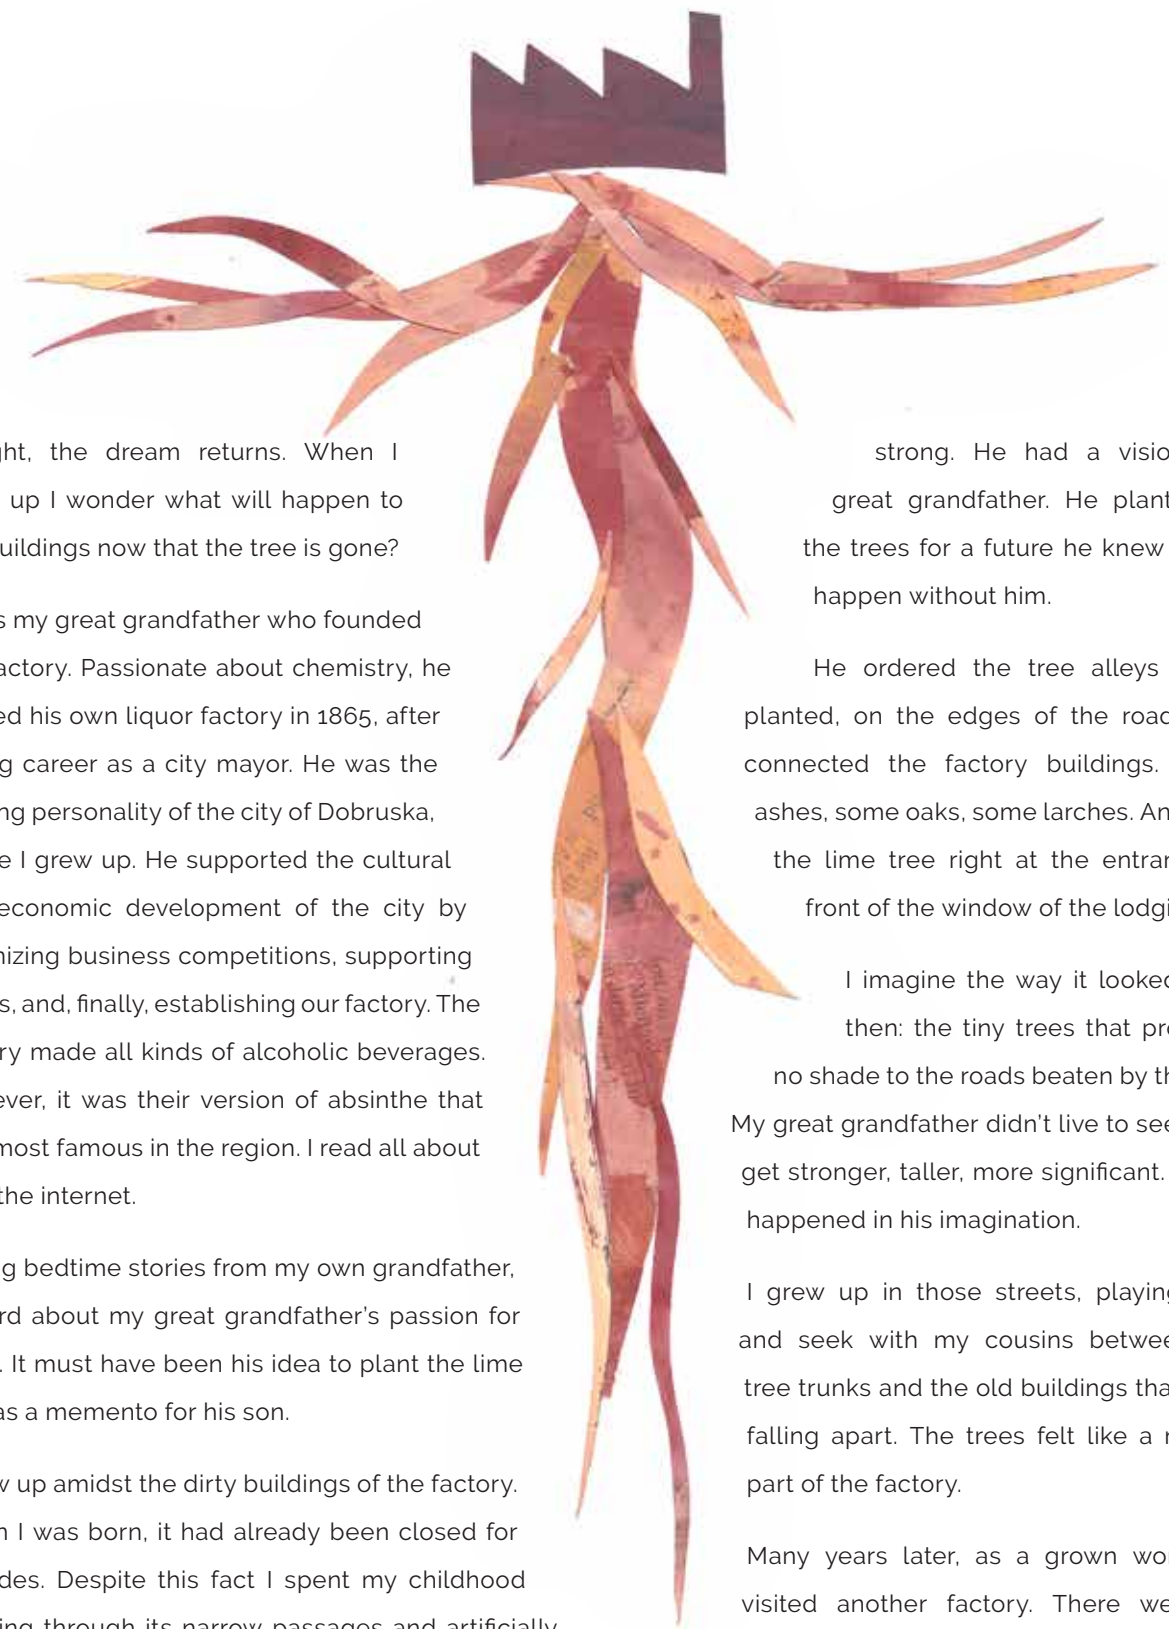 ght, the dream returns. When I
up I wonder what will happen to
uildings now that the tree is gone?
s my great grandfather who founded
actory. Passionate about chemistry, he
ed his own liquor factory in 1865, after
g career as a city mayor. He was the
ng personality of the city of Dobruska,
e I grew up. He supported the cultural
economic development of the city by
nizing business competitions, supporting
s, and, finally, establishing our factory. The
ry made all kinds of alcoholic beverages.
ever, it was their version of absinthe that
most famous in the region. I read all about
the internet.
g bedtime stories from my own grandfather,
rd about my great grandfather’s passion for
. It must have been his idea to plant the lime
as a memento for his son.
w up amidst the dirty buildings of the factory.
n I was born, it had already been closed for
des. Despite this fact I spent my childhood
ing through its narrow passages and artificially
strong. He had a visio
great grandfather. He plant
the trees for a future he knew
happen without him.
He ordered the tree alleys
planted, on the edges of the road
connected the factory buildings.
ashes, some oaks, some larches. An
the lime tree right at the entran
front of the window of the lodgi
I imagine the way it looked
then: the tiny trees that pro
no shade to the roads beaten by th
My great grandfather didn’t live to see
get stronger, taller, more significant.
happened in his imagination.
I grew up in those streets, playing
and seek with my cousins betwee
tree trunks and the old buildings tha
falling apart. The trees felt like a n
part of the factory.
Many years later, as a grown wo
visited another factory. There we